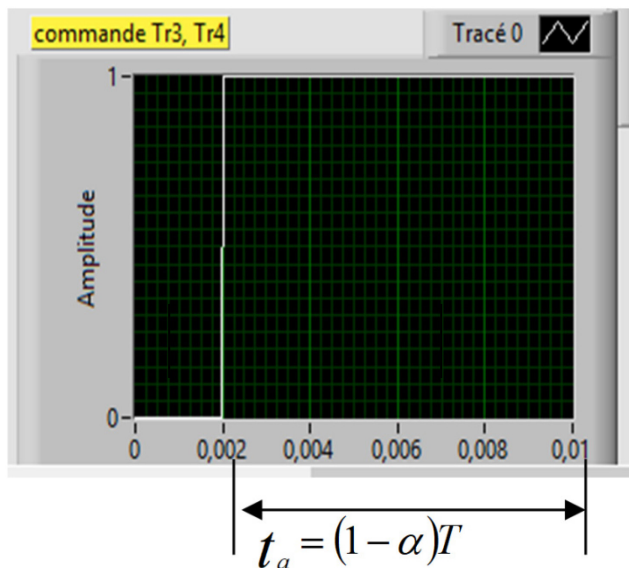 commande Tr3, Tr4
Tracé 0
Amplitude
1
0
0 0,002 0,004 0,006 0,008 0,01
t_a = (1 − α)T